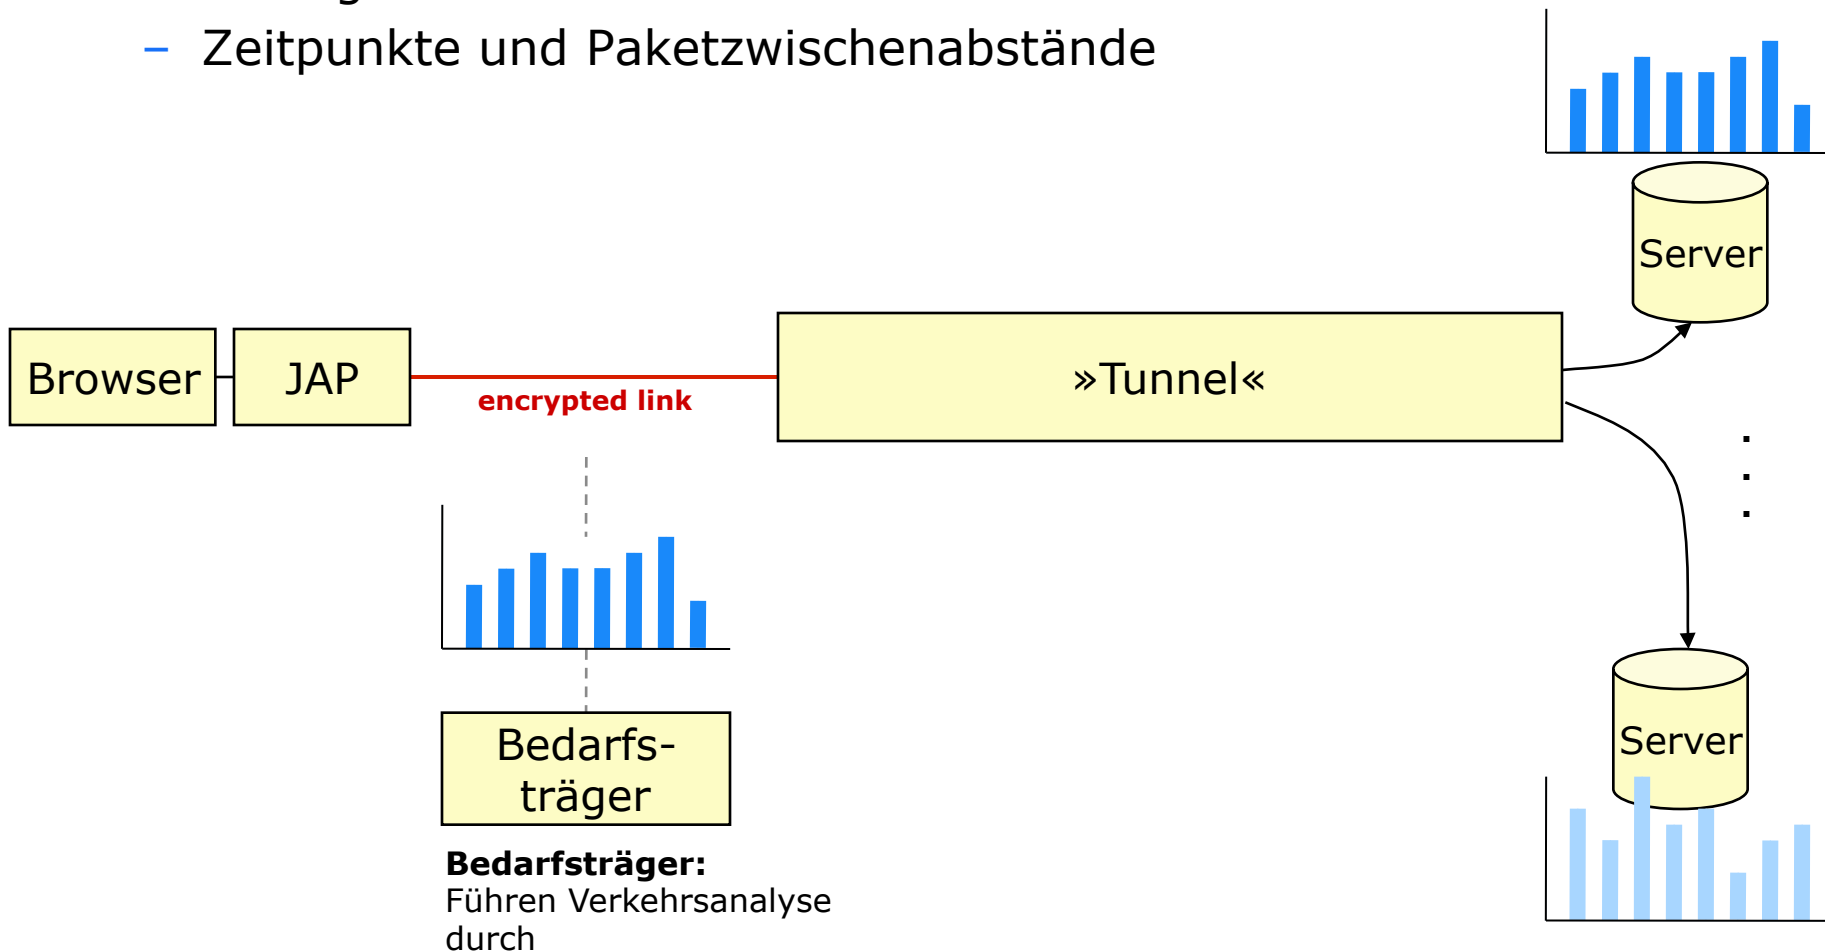 – Zeitpunkte und Paketzwischenabstände
Server
Browser
JAP
encrypted link
»Tunnel«
.
.
.
Bedarfs-
träger
Server
Bedarfsträger:
Führen Verkehrsanalyse
durch